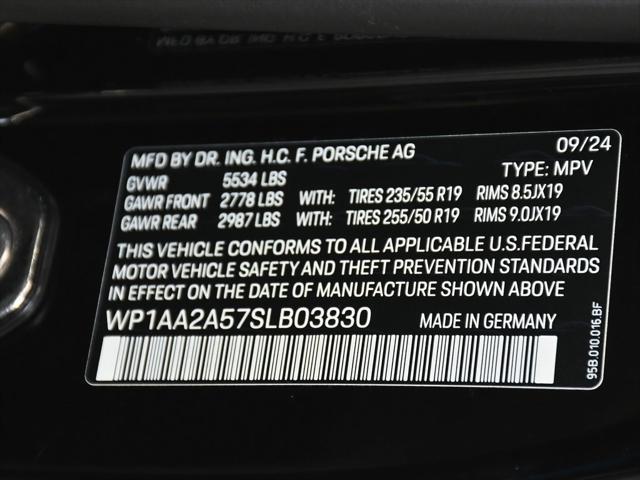 MFD BY DR. ING. H.C. F. PORSCHE AG 09/24
GVWR 5534 LBS TYPE: MPV
GAWR FRONT 2778 LBS WITH: TIRES 235/55 R19 RIMS 8.5JX19
GAWR REAR 2987 LBS WITH: TIRES 255/50 R19 RIMS 9.0JX19
THIS VEHICLE CONFORMS TO ALL APPLICABLE U.S.FEDERAL
MOTOR VEHICLE SAFETY AND THEFT PREVENTION STANDARDS
IN EFFECT ON THE DATE OF MANUFACTURE SHOWN ABOVE
WP1AA2A57SLB03830 MADE IN GERMANY
95B.010.016.BF